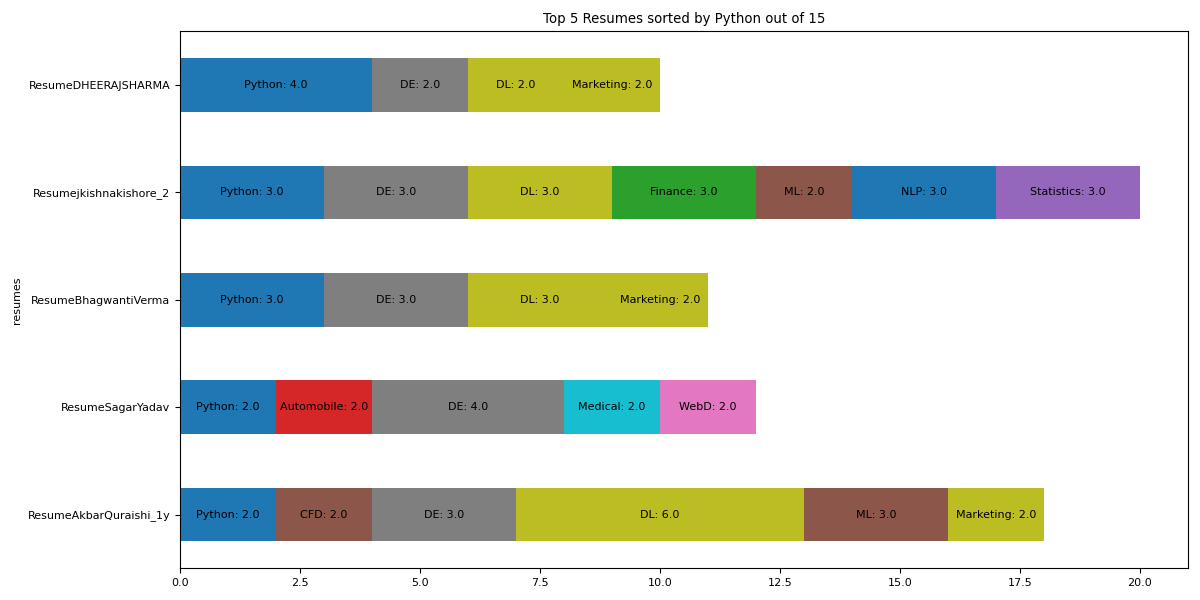 Top 5 Resumes sorted by Python out of 15
resumes
ResumeDHEERAJSHARMA
Python: 4.0 DE: 2.0 DL: 2.0 Marketing: 2.0
Resumejkishnakishore_2
Python: 3.0 DE: 3.0 DL: 3.0 Finance: 3.0 ML: 2.0 NLP: 3.0 Statistics: 3.0
ResumeBhagwantiVerma
Python: 3.0 DE: 3.0 DL: 3.0 Marketing: 2.0
ResumeSagarYadav
Python: 2.0 Automobile: 2.0 DE: 4.0 Medical: 2.0 WebD: 2.0
ResumeAkbarQuraishi_1y
Python: 2.0 CFD: 2.0 DE: 3.0 DL: 6.0 ML: 3.0 Marketing: 2.0
0.0 2.5 5.0 7.5 10.0 12.5 15.0 17.5 20.0